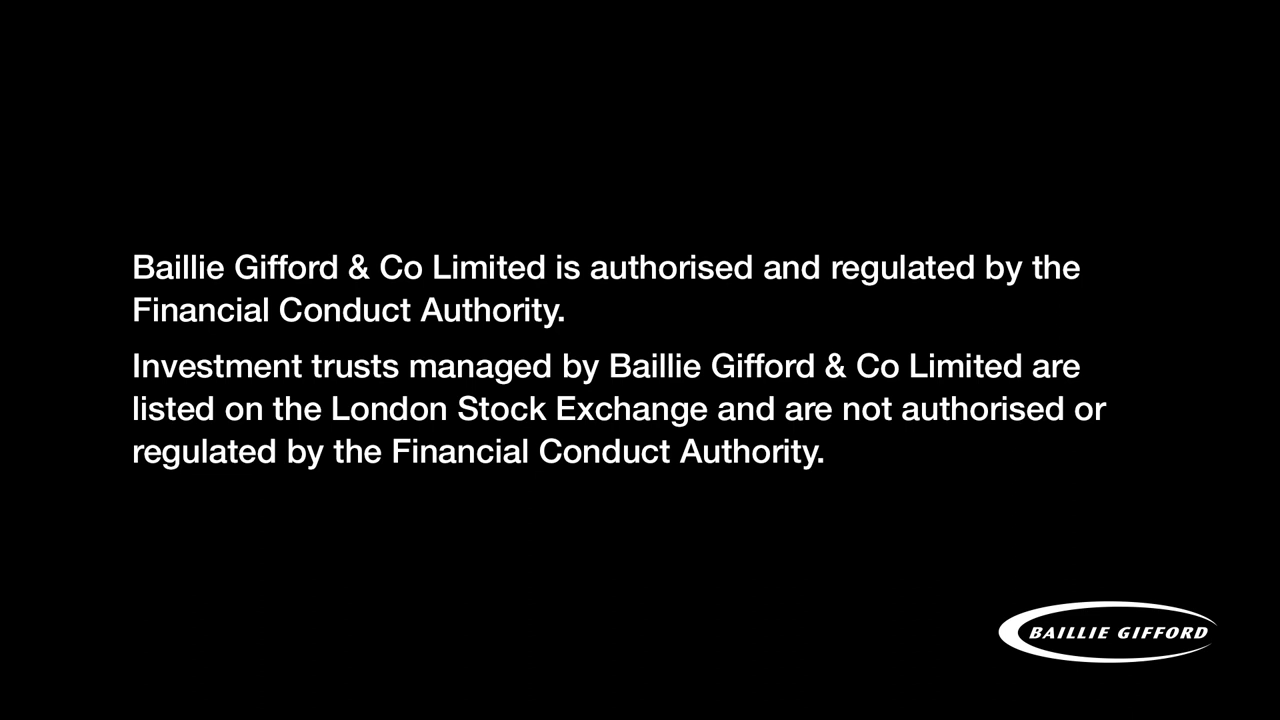 Baillie Gifford & Co Limited is authorised and regulated by the
Financial Conduct Authority.
Investment trusts managed by Baillie Gifford & Co Limited are
listed on the London Stock Exchange and are not authorised or
regulated by the Financial Conduct Authority.
BAILLIE GIFFORD